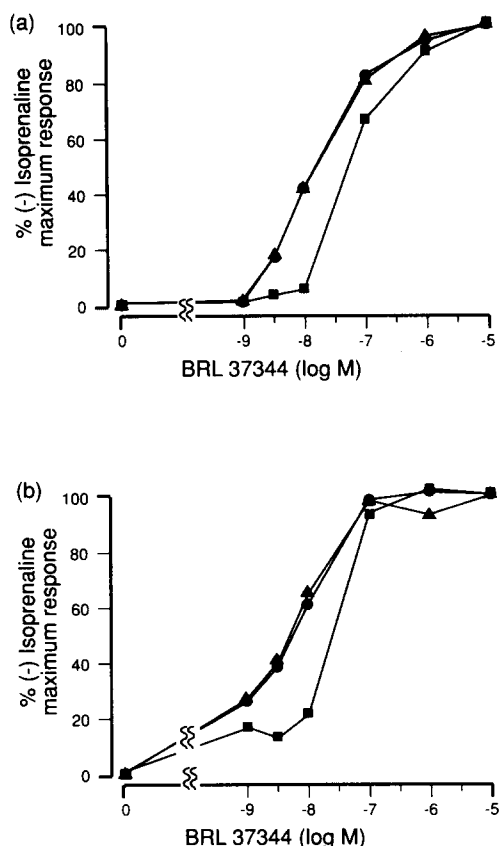 (a)
% (-) Isoprenaline
maximum response
100
80
60
40
20
0
0 -9 -8 -7 -6 -5
BRL 37344 (log M)
(b)
% (-) Isoprenaline
maximum response
100
80
60
40
20
0
0 -9 -8 -7 -6 -5
BRL 37344 (log M)